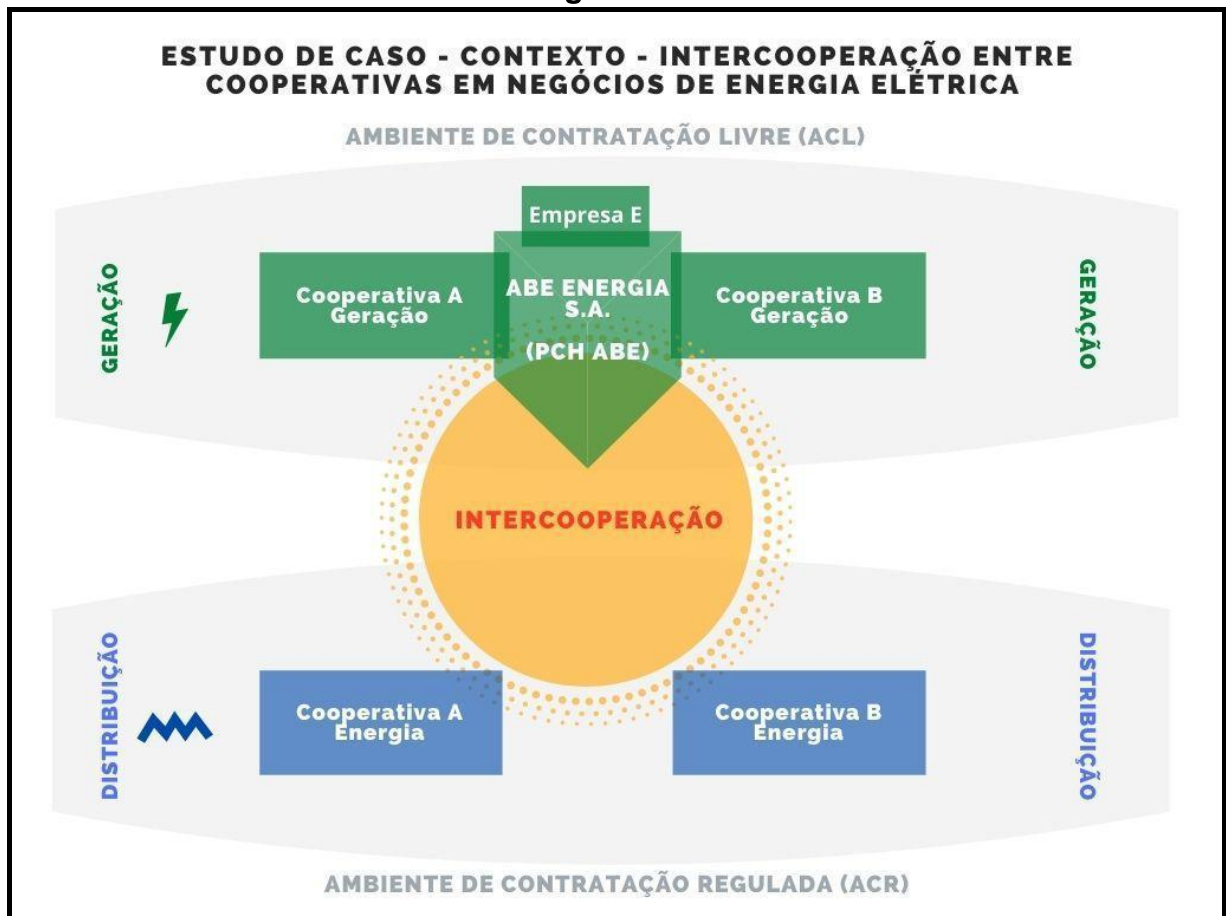 ESTUDO DE CASO - CONTEXTO - INTERCOOPERAÇÃO ENTRE
COOPERATIVAS EM NEGÓCIOS DE ENERGIA ELÉTRICA
AMBIENTE DE CONTRATAÇÃO LIVRE (ACL)
Empresa E
GERAÇÃO
Cooperativa A
Geração
ABE ENERGIA
S.A.
(PCH ABE)
Cooperativa B
Geração
GERAÇÃO
INTERCOOPERAÇÃO
DISTRIBUIÇÃO
Cooperativa A
Energia
Cooperativa B
Energia
DISTRIBUIÇÃO
AMBIENTE DE CONTRATAÇÃO REGULADA (ACR)